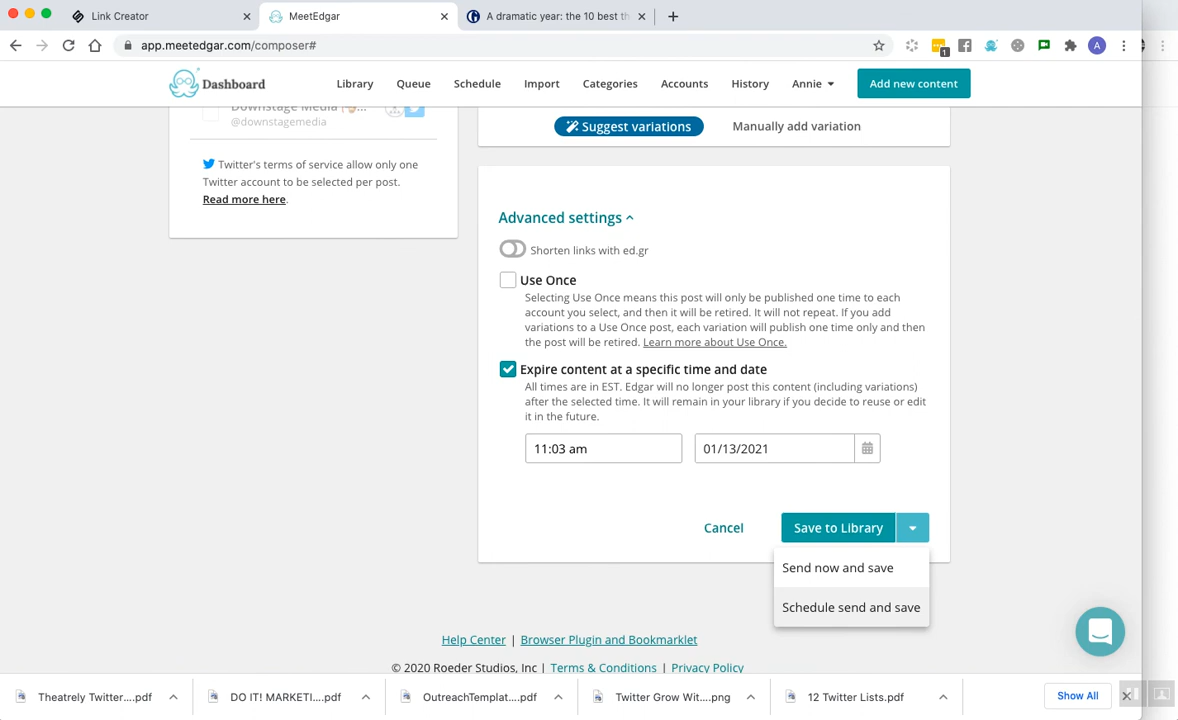 Link Creator
MeetEdgar
A dramatic year: the 10 best th
app.meetedgar.com/composer#
1
A
Dashboard
Library
Queue
Schedule
Import
Categories
Accounts
History
Annie
Add new content
Downstage Media
@downstagemedia
Suggest variations
Manually add variation
Twitter's terms of service allow only one
Twitter account to be selected per post.
Read more here.
Advanced settings
Shorten links with ed.gr
Use Once
Selecting Use Once means this post will only be published one time to each
account you select, and then it will be retired. It will not repeat. If you add
variations to a Use Once post, each variation will publish one time only and then
the post will be retired. Learn more about Use Once.
Expire content at a specific time and date
All times are in EST. Edgar will no longer post this content (including variations)
after the selected time. It will remain in your library if you decide to reuse or edit
it in the future.
11:03 am
01/13/2021
Cancel
Save to Library
Send now and save
Schedule send and save
Help Center | Browser Plugin and Bookmarklet
© 2020 Roeder Studios, Inc | Terms & Conditions | Privacy Policy
Theatrely Twitter....pdf
DO IT! MARKETI....pdf
OutreachTemplat....pdf
Twitter Grow Wit....png
12 Twitter Lists.pdf
Show All